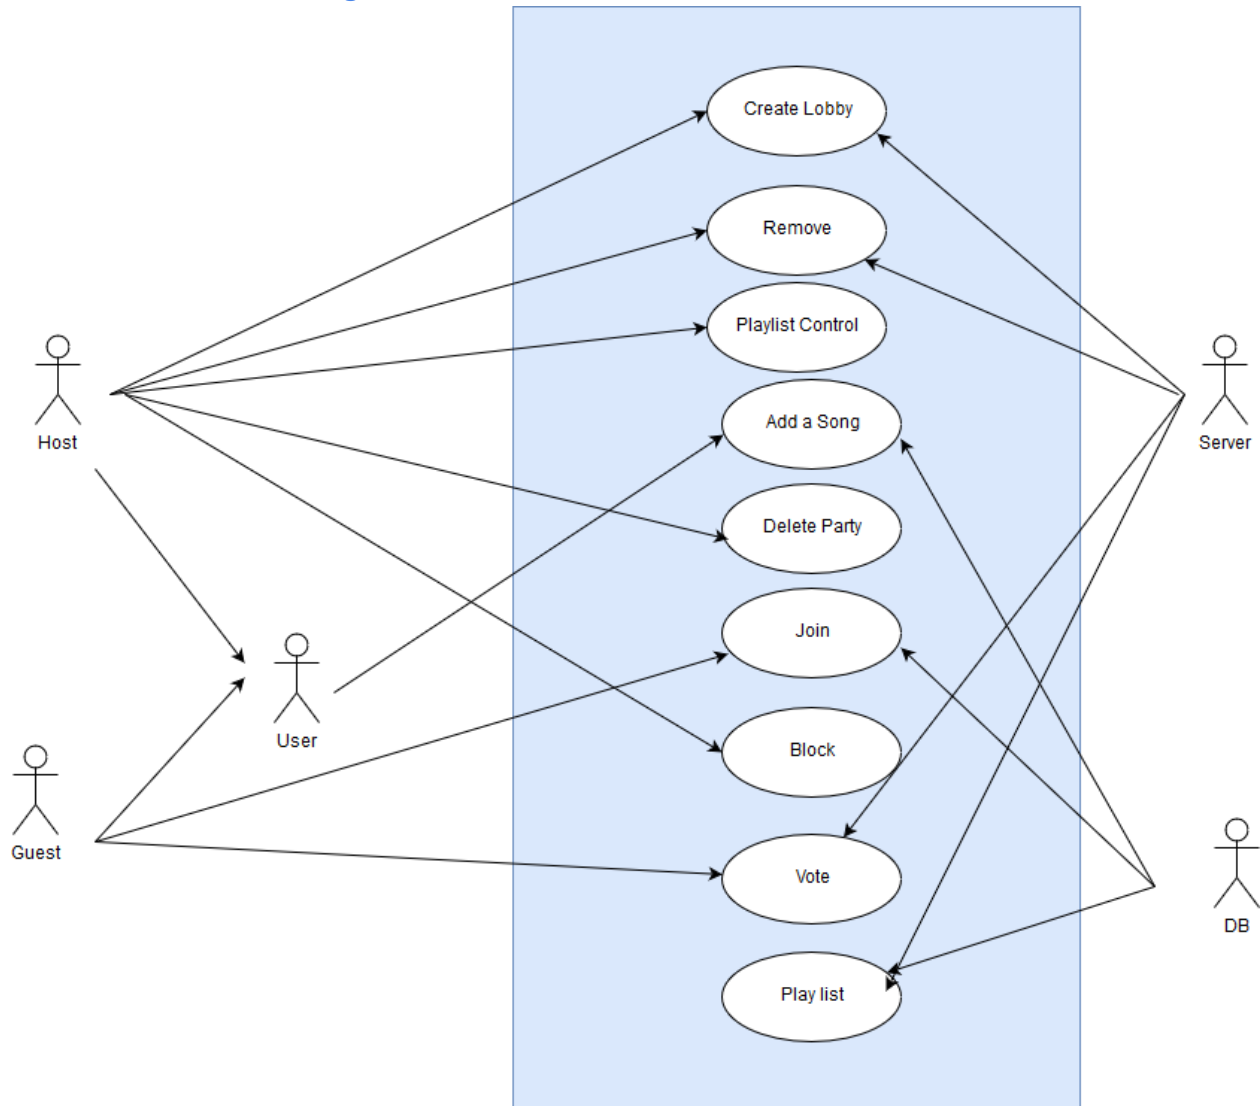 Create Lobby
Remove
Playlist Control
Add a Song
Delete Party
Join
Block
Vote
Play list
Host
User
Guest
Server
DB